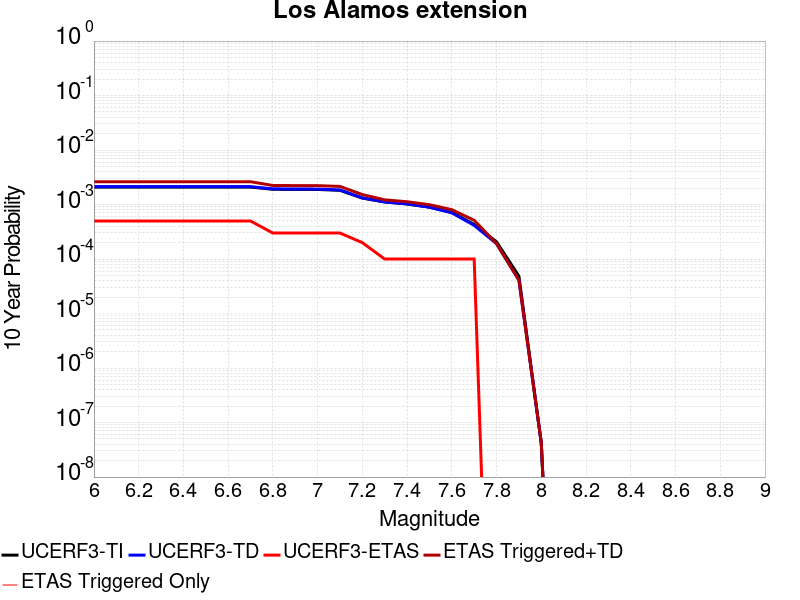 Los Alamos extension
10^0
10^-1
10^-2
10^-3
10^-4
10^-5
10^-6
10^-7
10^-8
10 Year Probability
6 6.2 6.4 6.6 6.8 7 7.2 7.4 7.6 7.8 8 8.2 8.4 8.6 8.8 9
Magnitude
UCERF3-TI UCERF3-TD UCERF3-ETAS ETAS Triggered+TD
ETAS Triggered Only